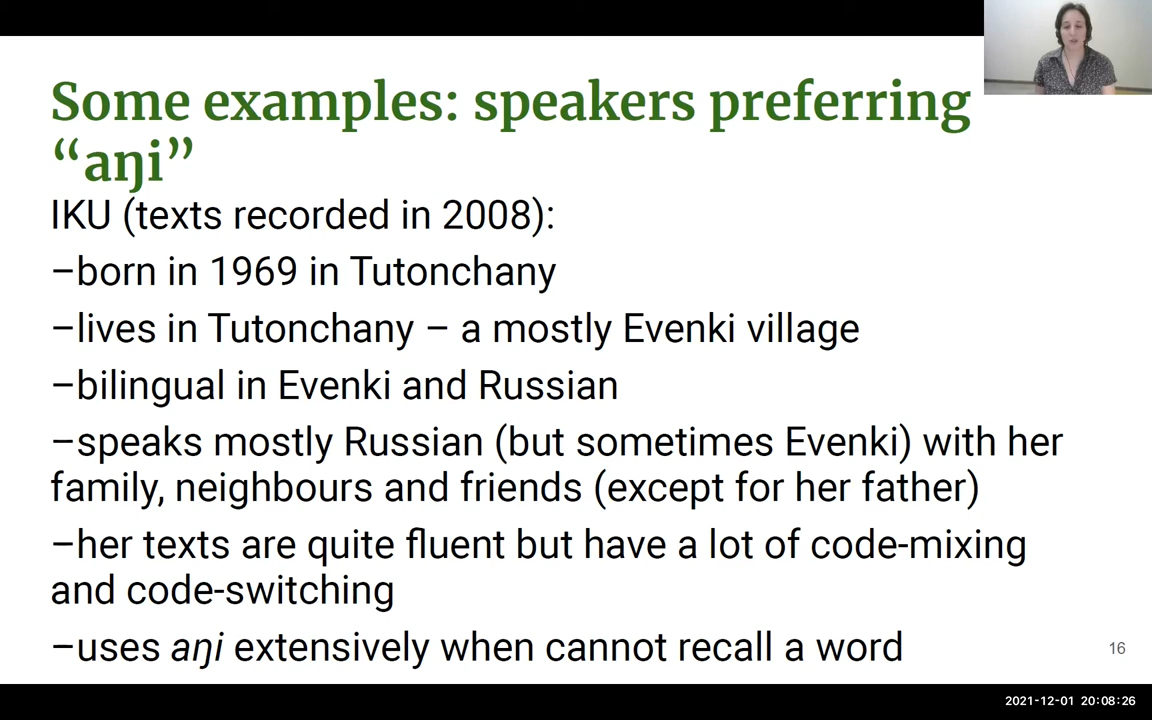 Some examples: speakers preferring
“aŋi”
IKU (texts recorded in 2008):
–born in 1969 in Tutonchany
–lives in Tutonchany – a mostly Evenki village
–bilingual in Evenki and Russian
–speaks mostly Russian (but sometimes Evenki) with her
family, neighbours and friends (except for her father)
–her texts are quite fluent but have a lot of code-mixing
and code-switching
–uses aŋi extensively when cannot recall a word
16
2021-12-01 20:08:26